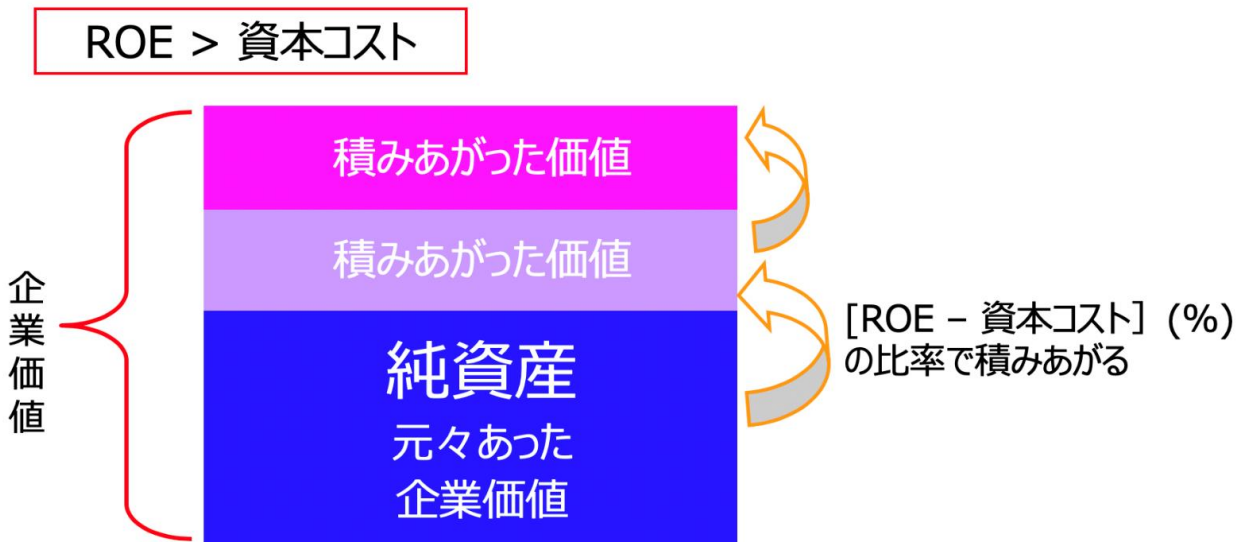 ROE > 資本コスト
積みあがった価値
積みあがった価値
企業価値
純資産
元々あった
企業価値
[ROE – 資本コスト] (%)
の比率で積みあがる